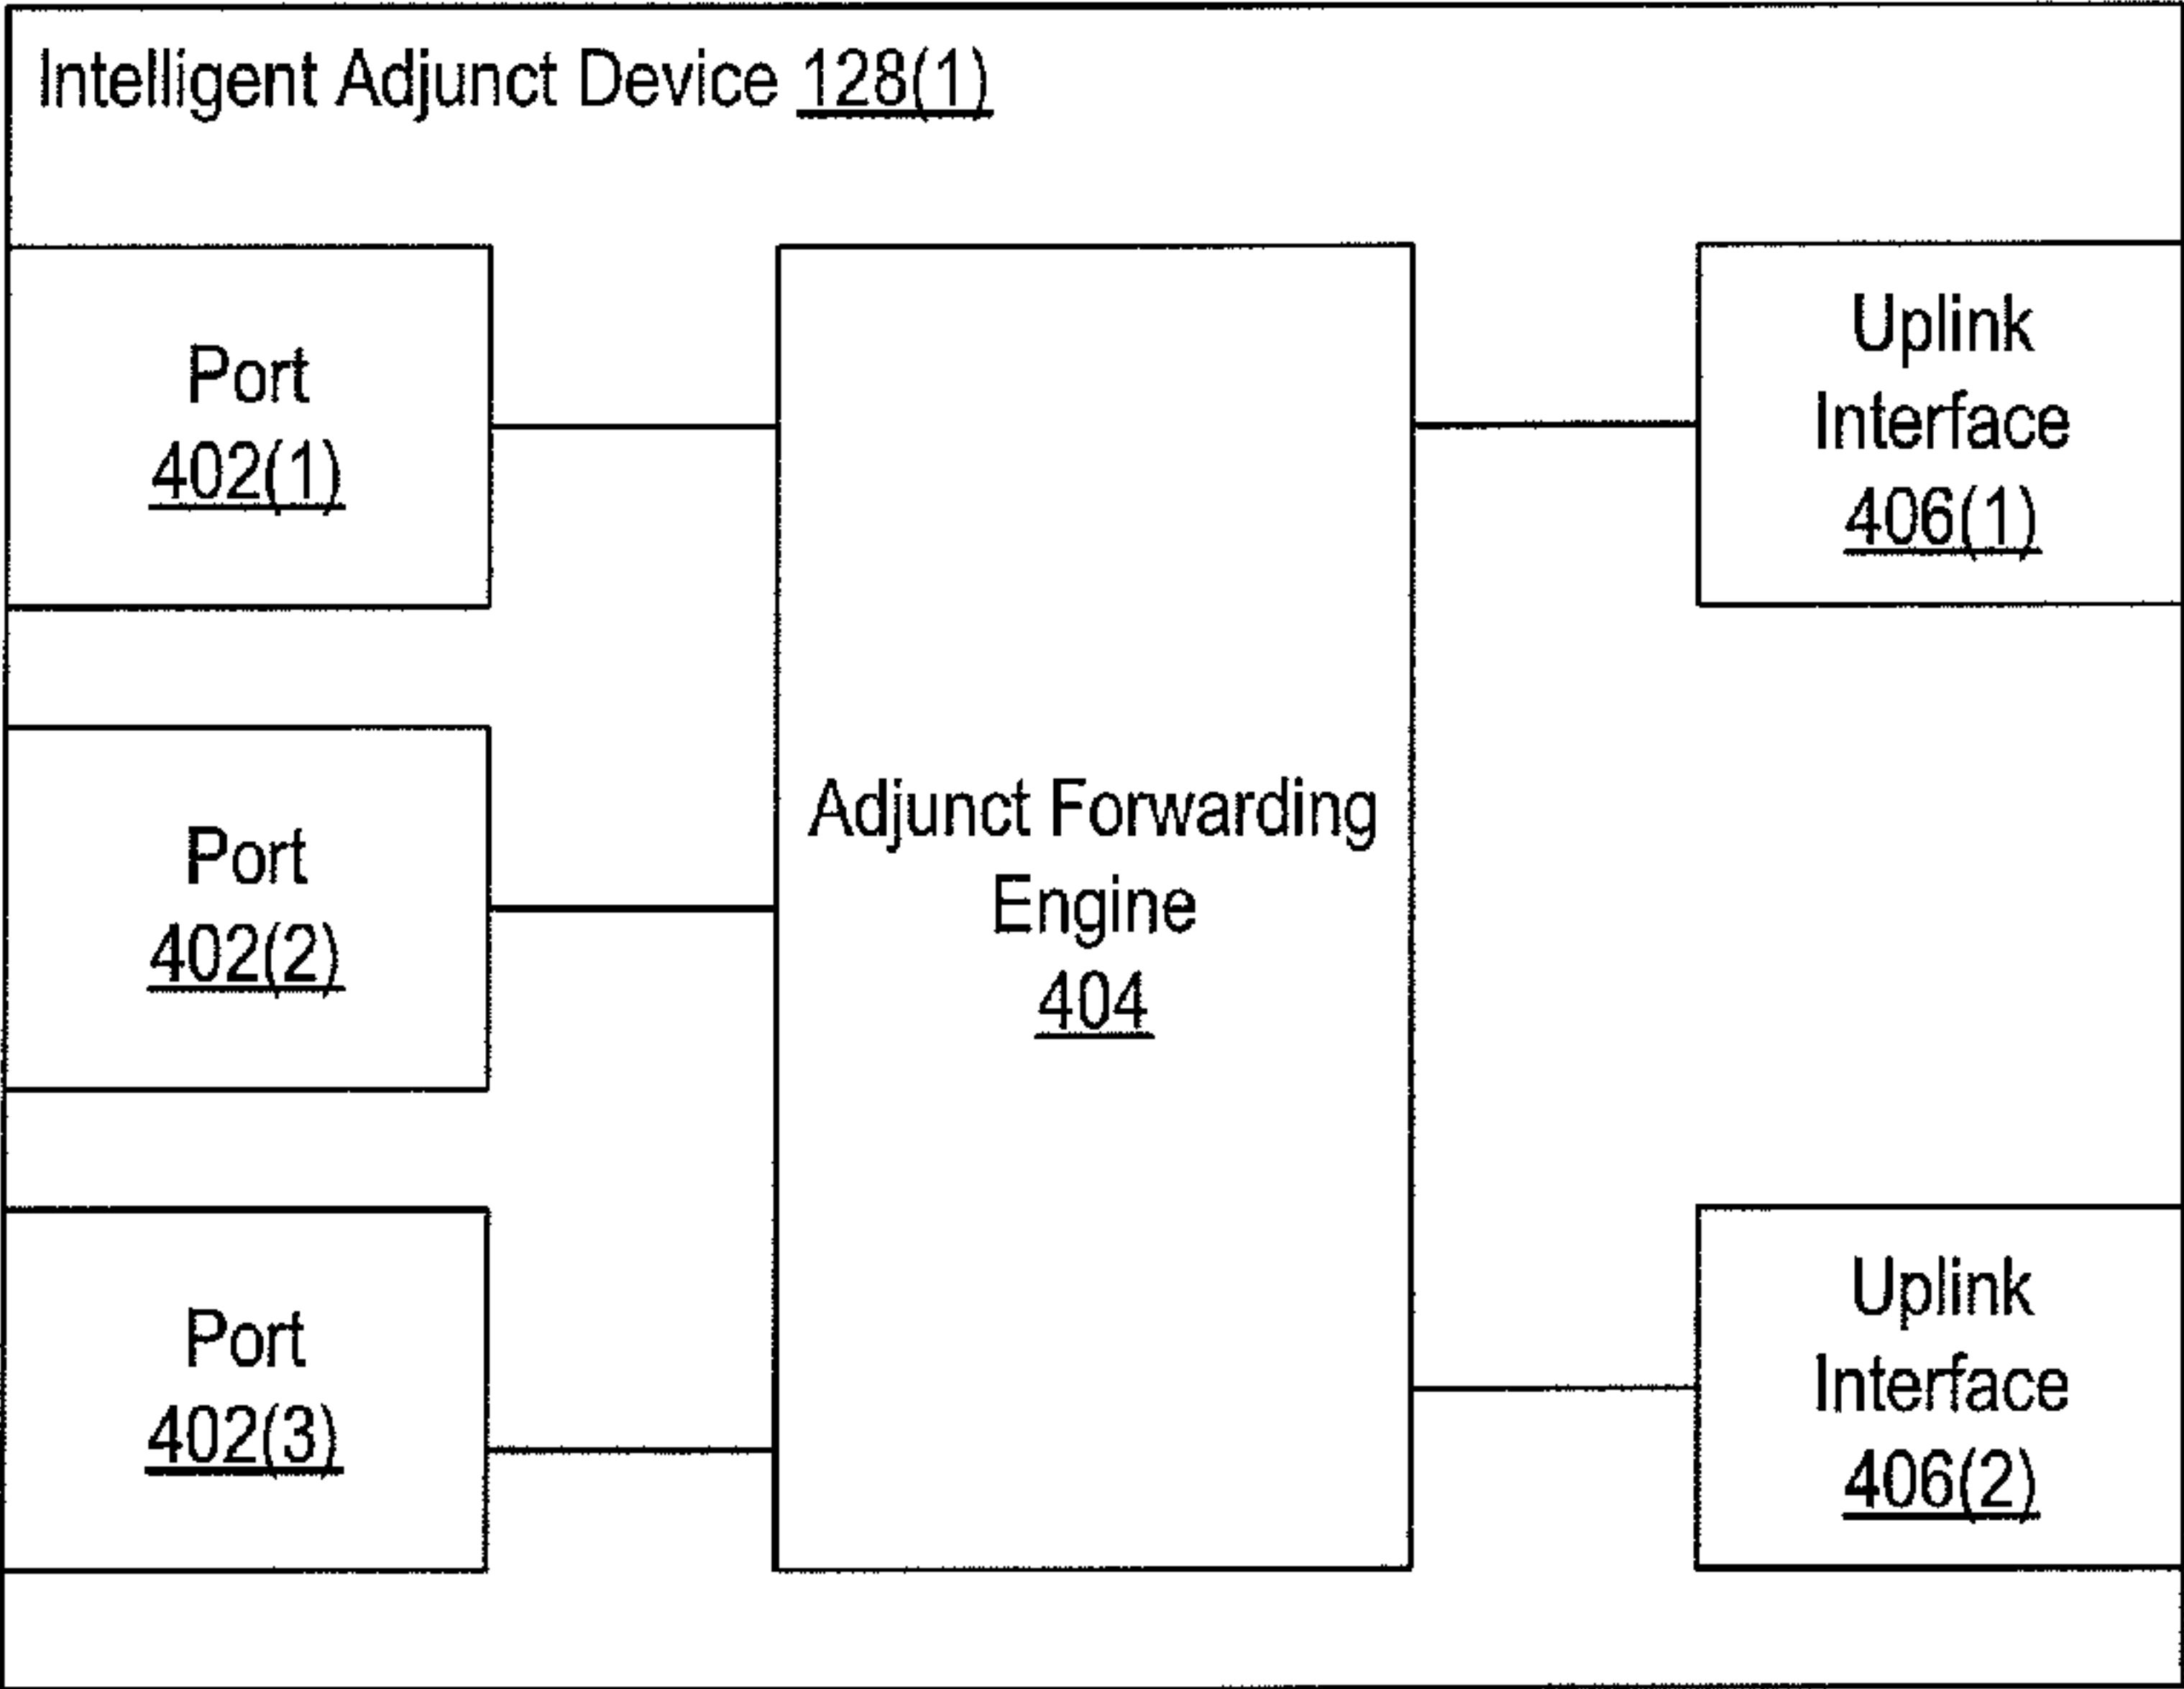 Intelligent Adjunct Device 128(1)
Port
402(1)
Port
402(2)
Port
402(3)
Adjunct Forwarding
Engine
404
Uplink
Interface
406(1)
Uplink
Interface
406(2)